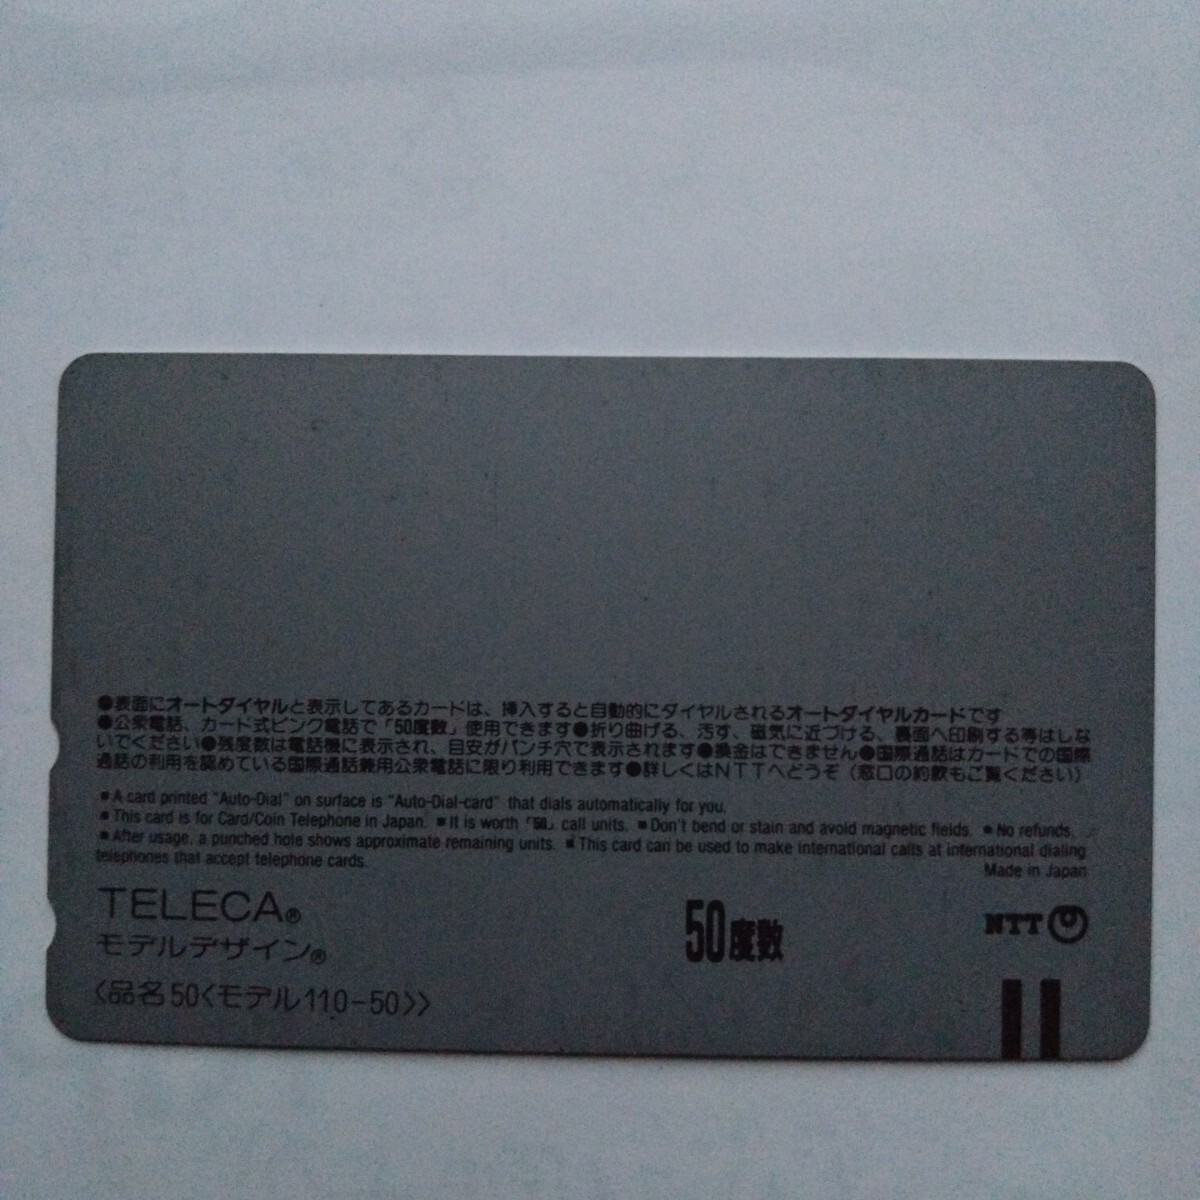 ●表面にオートダイヤルと表示してあるカードは、挿入すると自動的にダイヤルされるオートダイヤルカードです
●公衆電話、カード式ピンク電話で「50度数」使用できます●折り曲げる、汚す、磁気に近づける、裏面へ印刷する等はしな
いでください●残度数は電話機に表示され、目安がパンチ穴で表示されます●換金はできません●国際通話はカードでの国際
通話の利用を認めている国際通話兼用公衆電話に限り利用できます●詳しくはNTTへどうぞ（窓口の約款もご覧ください）
■A card printed "Auto-Dial" on surface is "Auto-Dial-card" that dials automatically for you.
■This card is for Card/Coin Telephone in Japan. ■It is worth「50」call units. ■Don't bend or stain and avoid magnetic fields. ■No refunds.
■After usage, a punched hole shows approximate remaining units. ■This card can be used to make international calls at international dialing
telephones that accept telephone cards.
Made in Japan
TELECA®
モデルデザイン®
〈品名50〈モデル110-50〉〉
50度数
NTT